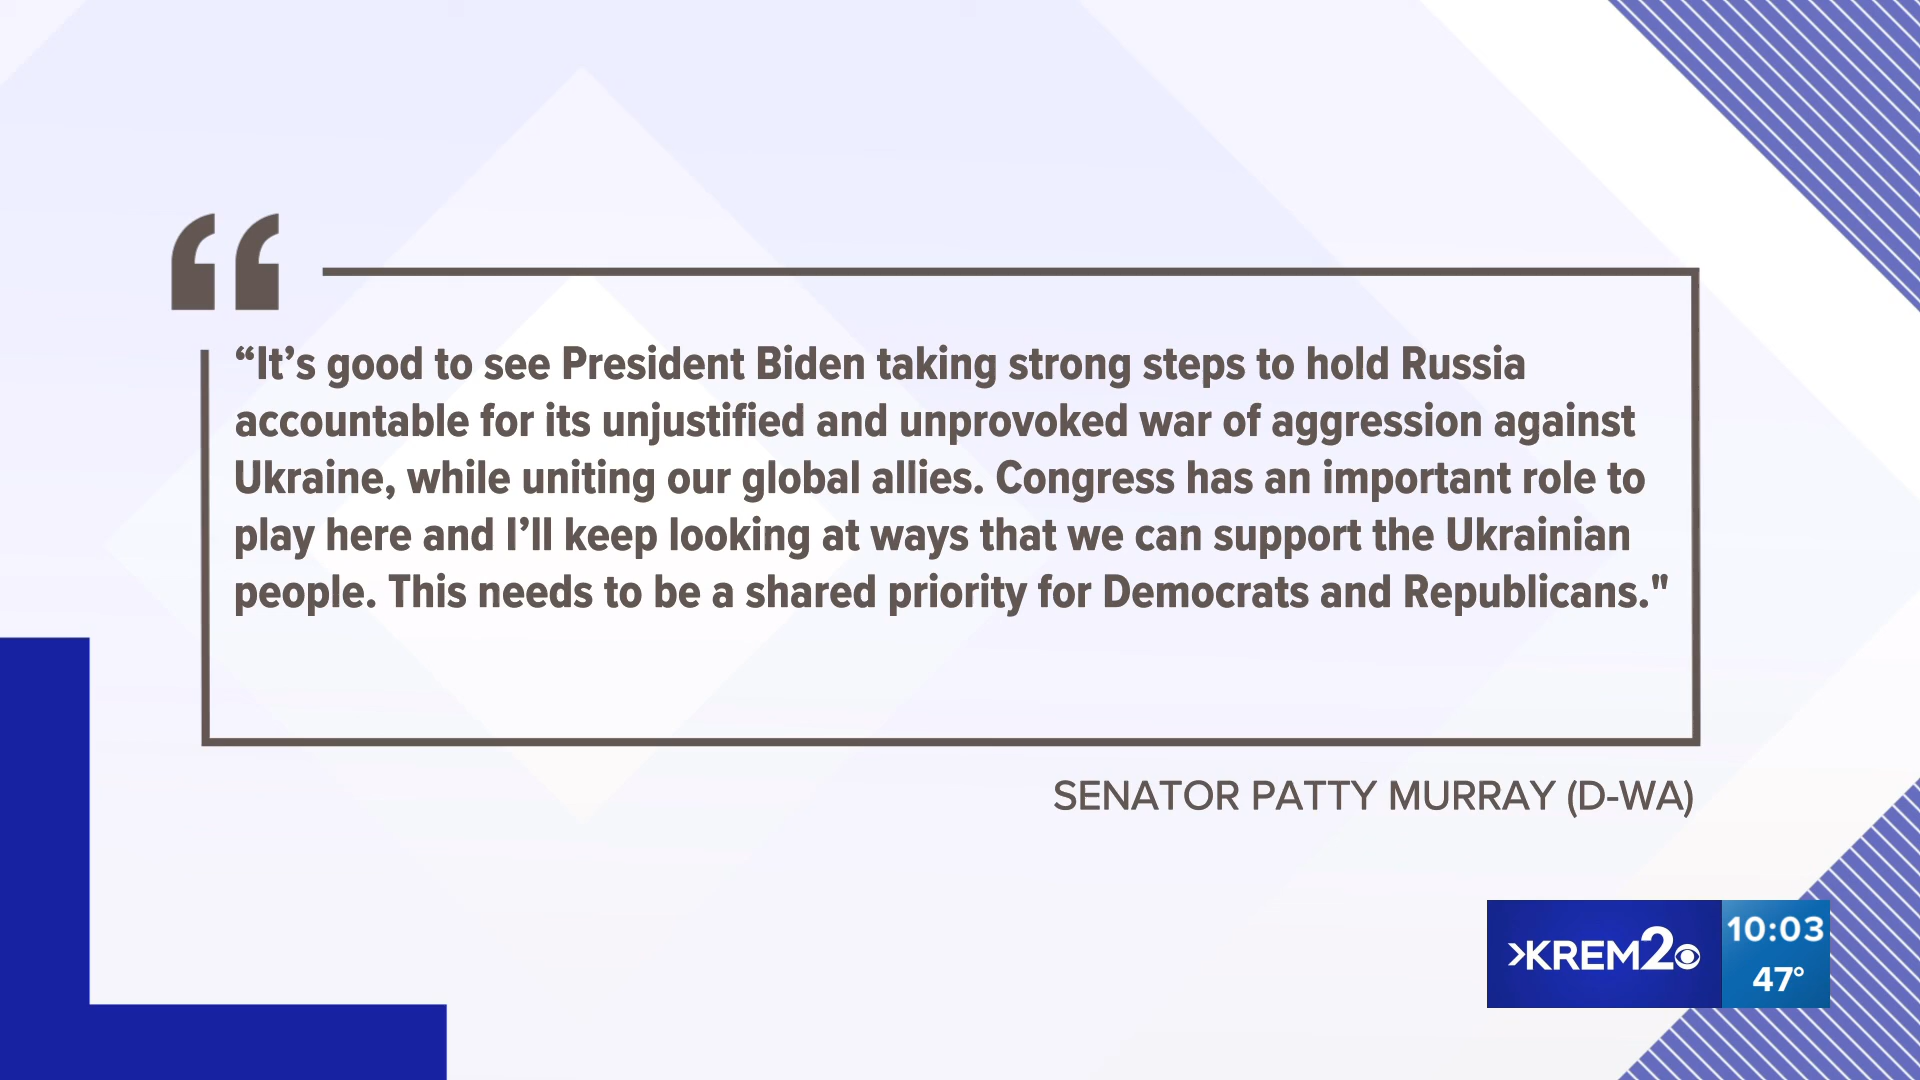 “It’s good to see President Biden taking strong steps to hold Russia
accountable for its unjustified and unprovoked war of aggression against
Ukraine, while uniting our global allies. Congress has an important role to
play here and I’ll keep looking at ways that we can support the Ukrainian
people. This needs to be a shared priority for Democrats and Republicans."
SENATOR PATTY MURRAY (D-WA)
KREM2
10:03
47°